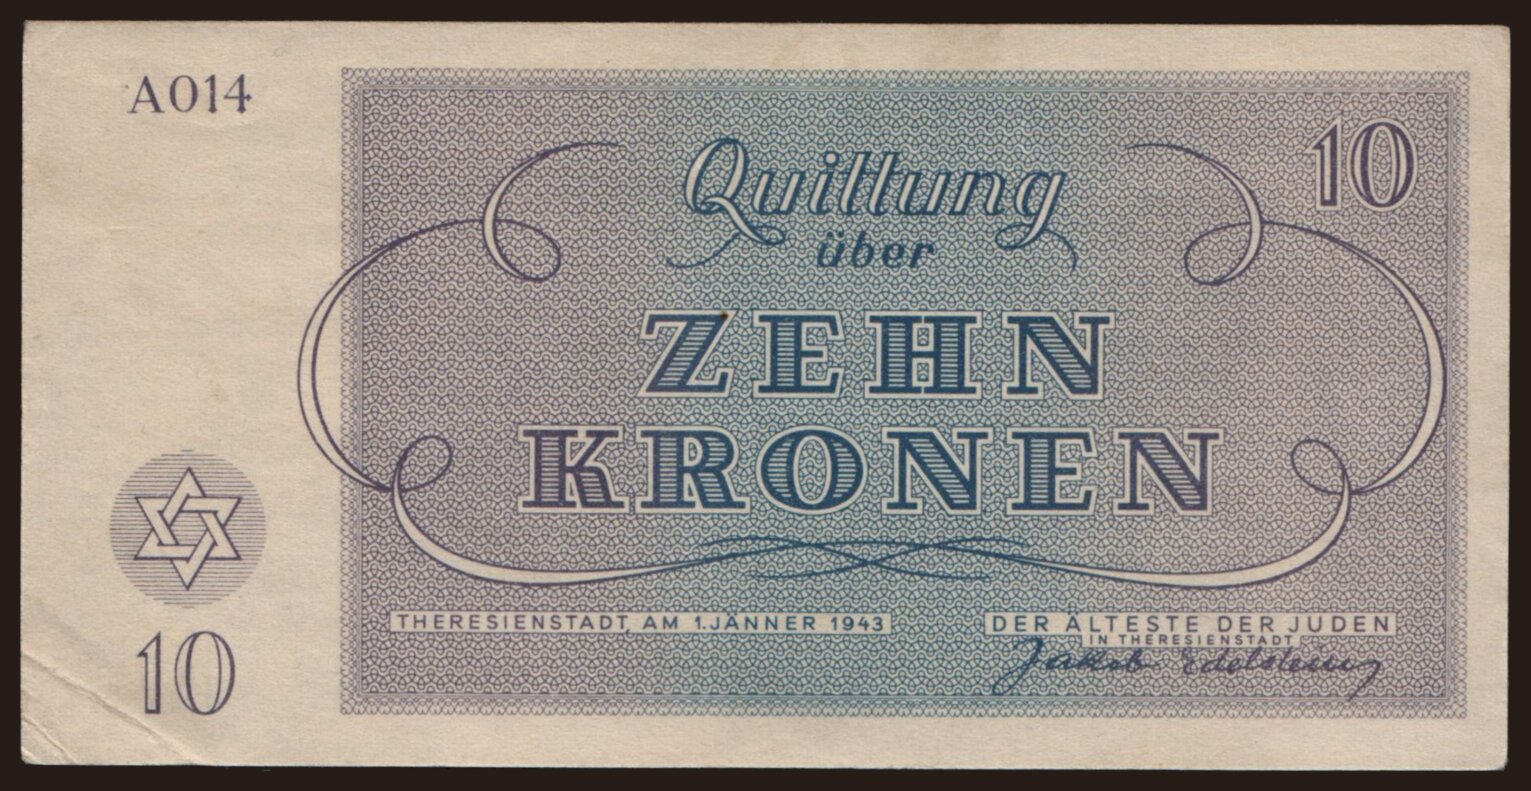 A014
10
Quittung
über
ZEHN
KRONEN
THERESIENSTADT, AM 1. JÄNNER 1943
DER ÄLTESTE DER JUDEN
IN THERESIENSTADT
Jakob Edelstein
10